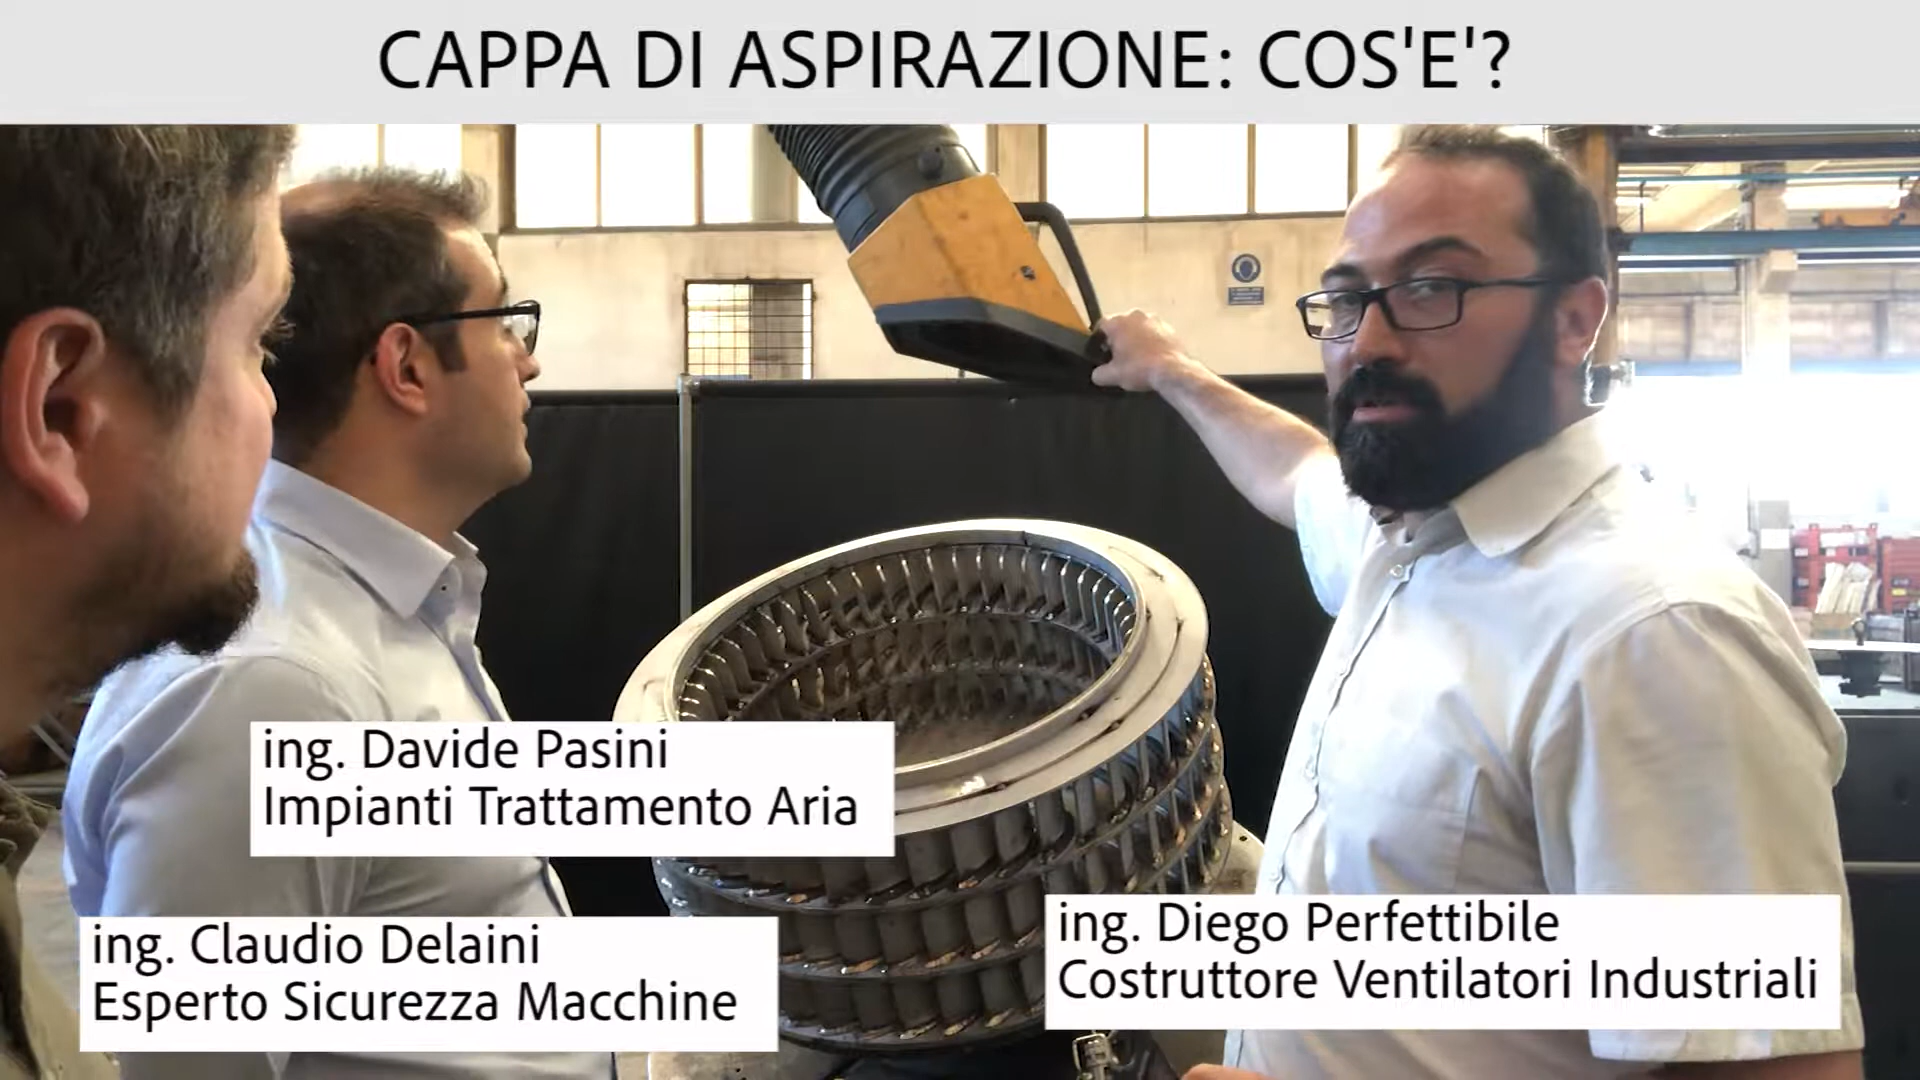 CAPPA DI ASPIRAZIONE: COS'E'?
ing. Davide Pasini
Impianti Trattamento Aria
ing. Claudio Delaini
Esperto Sicurezza Macchine
ing. Diego Perfettibile
Costruttore Ventilatori Industriali